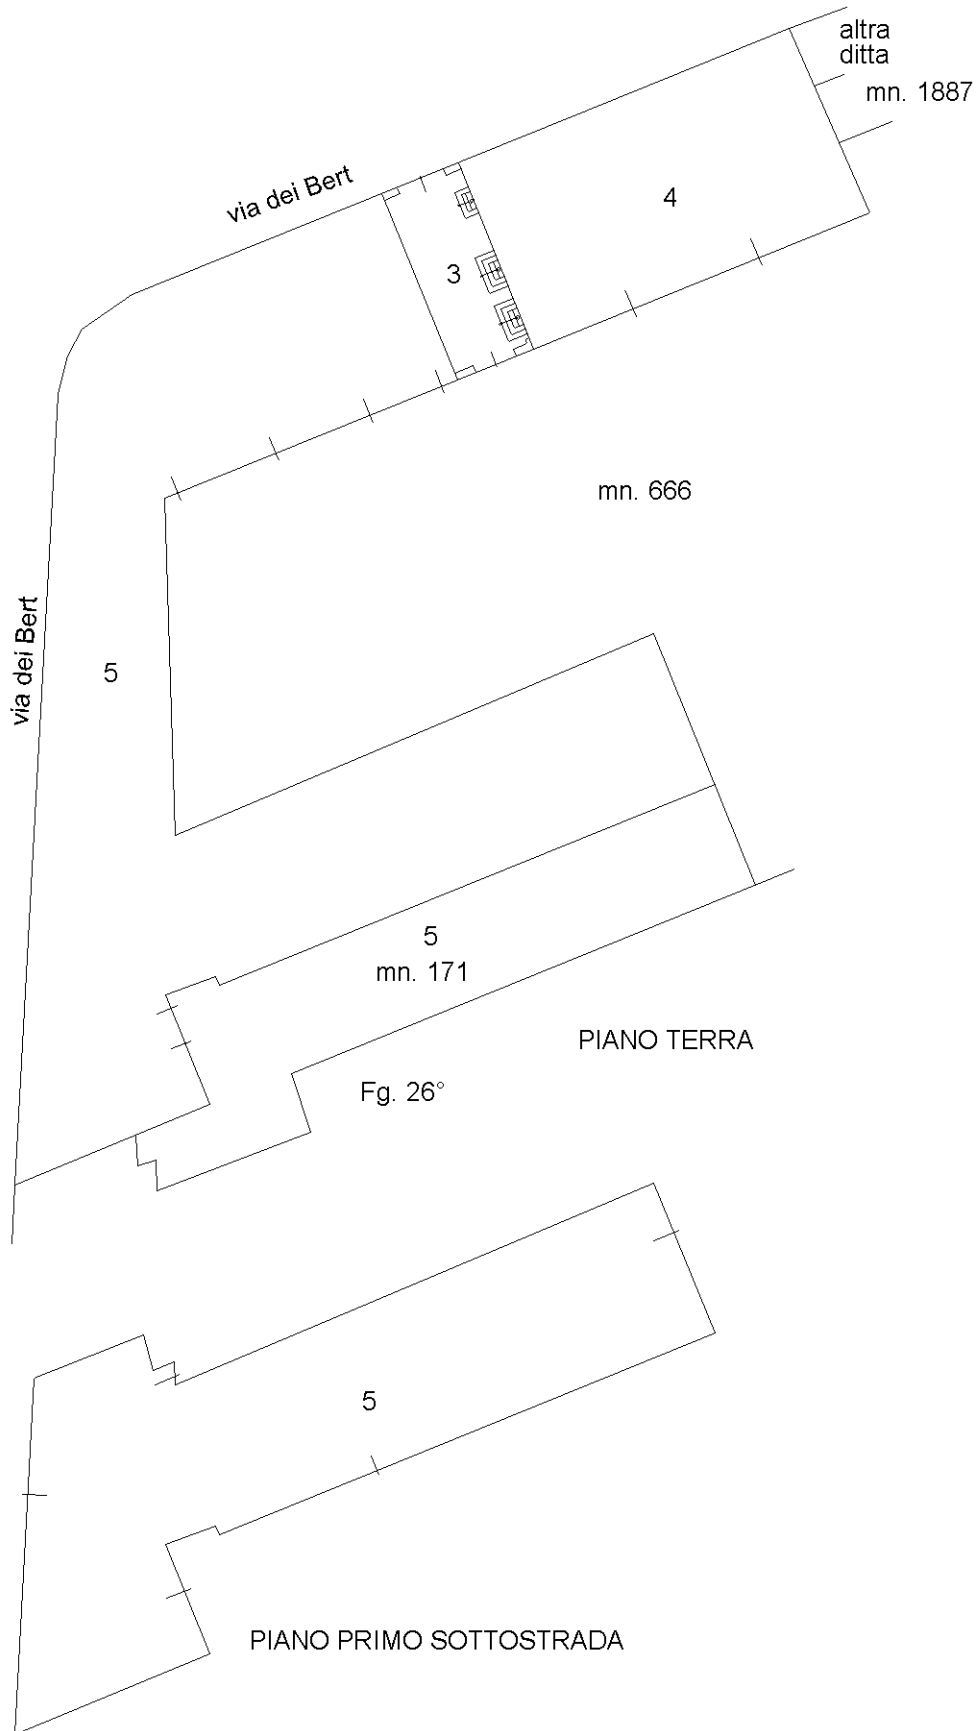 altra
ditta
mn. 1887
via dei Bert
4
3
mn. 666
via dei Bert
5
5
mn. 171
PIANO TERRA
Fg. 26°
5
PIANO PRIMO SOTTOSTRADA